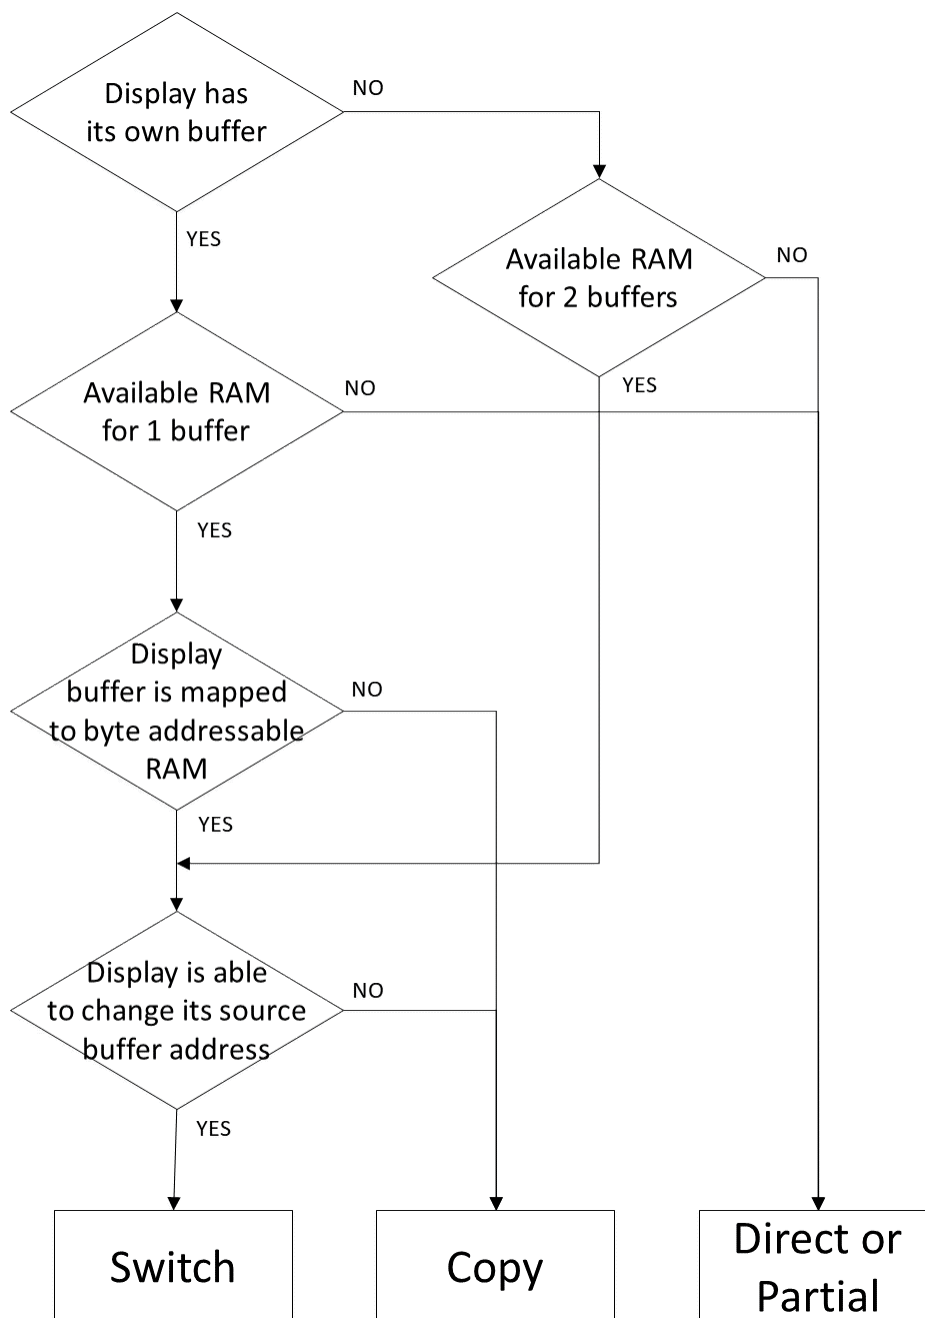 Display has
its own buffer
NO
YES
Available RAM
for 2 buffers
NO
YES
Available RAM
for 1 buffer
NO
YES
Display
buffer is mapped
to byte addressable
RAM
NO
YES
Display is able
to change its source
buffer address
NO
YES
Switch
Copy
Direct or
Partial